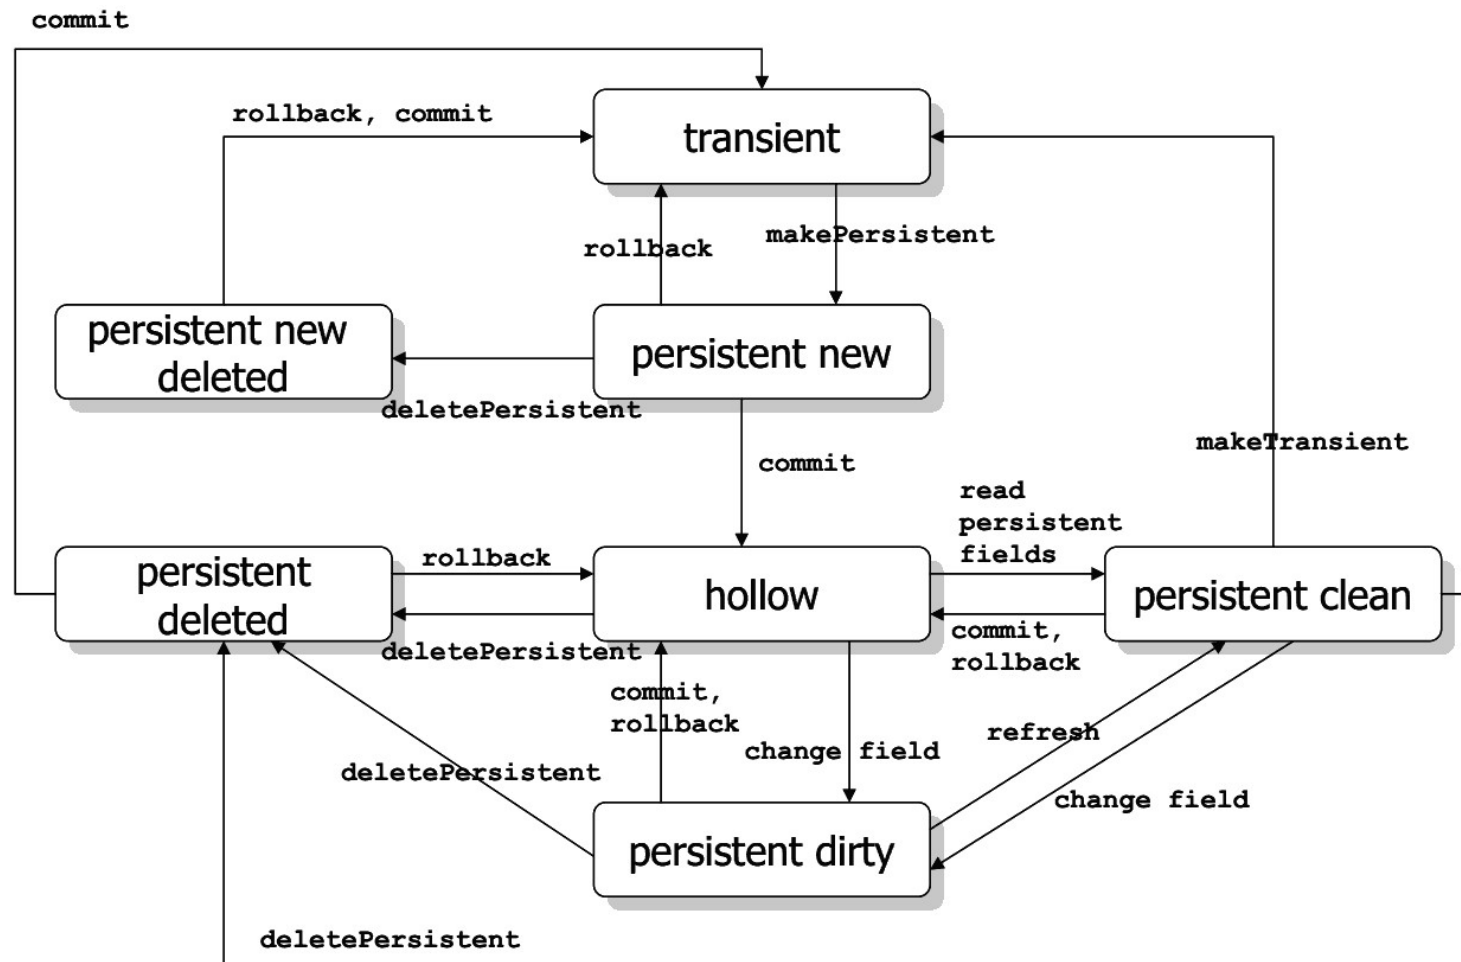 commit
rollback, commit
transient
rollback
makePersistent
persistent new
deleted
persistent new
deletePersistent
makeTransient
commit
read
persistent
fields
persistent
deleted
rollback
hollow
persistent clean
deletePersistent
commit,
rollback
commit,
rollback
change field
refresh
deletePersistent
change field
persistent dirty
deletePersistent